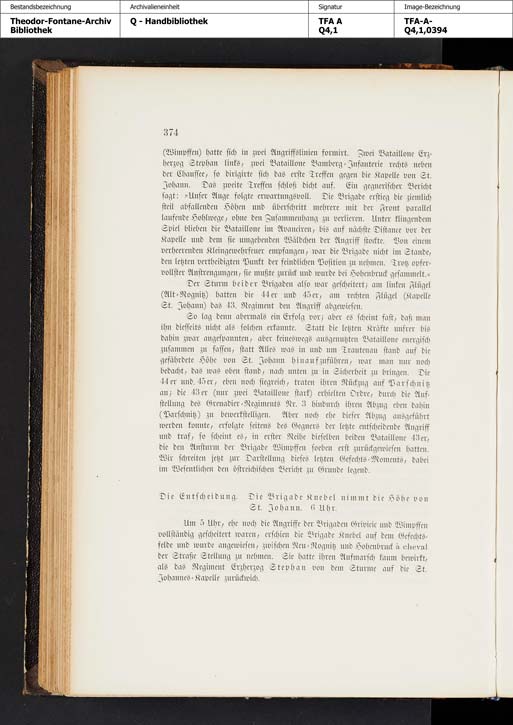 Bestandsbezeichnung
Archivalieneinheit
Signatur
Image-Bezeichnung
Theodor-Fontane-Archiv
Bibliothek
Q - Handbibliothek
TFA A
Q4,1
TFA-A-
Q4,1,0394
374
(Wimpffen) hatte sich in zwei Angriffslinien formirt. Zwei Bataillone Erz-
herzog Stephan links, zwei Bataillone Bamberg-Infanterie rechts neben
der Chaussee, so dirigirte sich das erste Treffen gegen die Kapelle von St.
Johann. Das zweite Treffen schloß dicht auf. Ein gegnerischer Bericht
sagt: »Unser Auge folgte erwartungsvoll. Die Brigade erstieg die ziemlich
steil abfallenden Höhen und überschritt mehrere mit der Front parallel
laufende Hohlwege, ohne den Zusammenhang zu verlieren. Unter klingendem
Spiel blieben die Bataillone im Avanciren, bis auf nächste Distance vor der
Kapelle und dem sie umgebenden Wäldchen der Angriff stockte. Von einem
verheerenden Kleingewehrfeuer empfangen, war die Brigade nicht im Stande,
den letzten vertheidigten Punkt der feindlichen Position zu nehmen. Trotz opfer-
vollster Anstrengungen, sie mußte zurück und wurde bei Hohenbruck gesammelt.«
Der Sturm beider Brigaden also war gescheitert; am linken Flügel
(Alt-Rognitz) hatten die 44er und 45er, am rechten Flügel (Kapelle
St. Johann) das 43. Regiment den Angriff abgewiesen.
So lag denn abermals ein Erfolg vor; aber es scheint fast, daß man
ihn diesseits nicht als solchen erkannte. Statt die letzten Kräfte unsrer bis
dahin zwar angespannten, aber keineswegs ausgenutzten Bataillone energisch
zusammen zu fassen, statt Alles was in und um Trautenau stand auf die
gefährdete Höhe von St. Johann hinaufzuführen, war man nur noch
bedacht, das was oben stand, nach unten zu in Sicherheit zu bringen. Die
44er und 45er, eben noch siegreich, traten ihren Rückzug auf Parschnitz
an; die 43er (nur zwei Bataillone stark) erhielten Ordre, durch die Auf-
stellung des Grenadier-Regiments Nr. 3 hindurch ihren Abzug eben dahin
(Parschnitz) zu bewerkstelligen. Aber noch ehe dieser Abzug ausgeführt
werden konnte, erfolgte seitens des Gegners der letzte entscheidende Angriff
und traf, so scheint es, in erster Reihe dieselben beiden Bataillone 43er,
die den Ansturm der Brigade Wimpffen soeben erst zurückgewiesen hatten.
Wir schreiten jetzt zur Darstellung dieses letzten Gefechts-Moments, dabei
im Wesentlichen den östreichischen Bericht zu Grunde legend.
Die Entscheidung. Die Brigade Knebel nimmt die Höhe von
St. Johann. 6 Uhr.
Um 5 Uhr, ehe noch die Angriffe der Brigaden Grivicic und Wimpffen
vollständig gescheitert waren, erschien die Brigade Knebel auf dem Gefechts-
felde und wurde angewiesen, zwischen Neu-Rognitz und Hohenbruck à cheval
der Straße Stellung zu nehmen. Sie hatte ihren Aufmarsch kaum bewirkt,
als das Regiment Erzherzog Stephan von dem Sturme auf die St.
Johannes-Kapelle zurückwich.